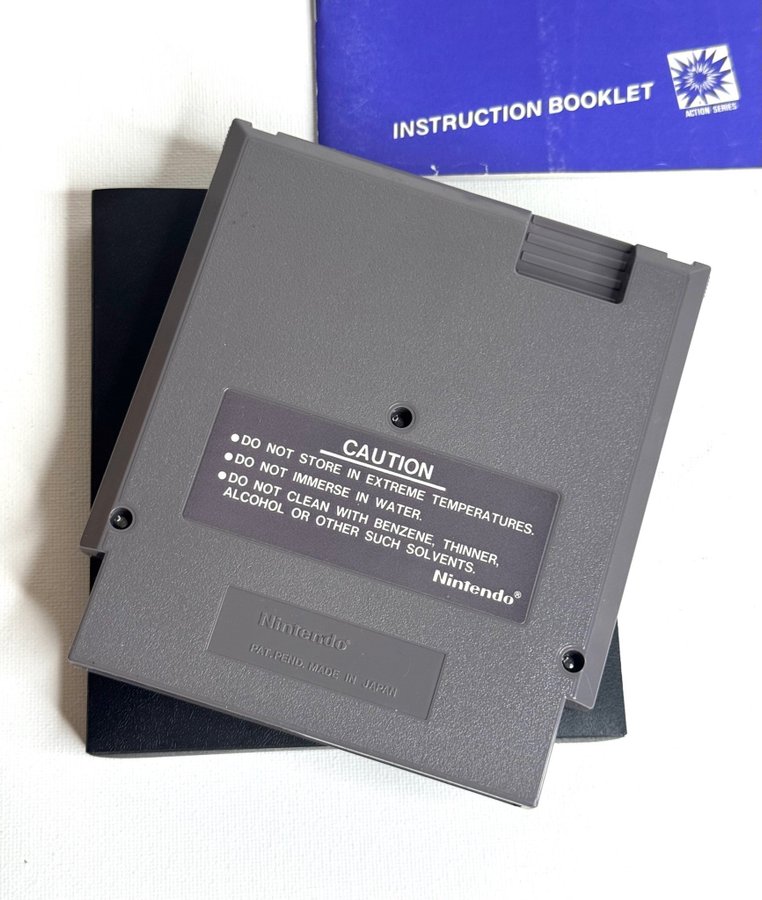 INSTRUCTION BOOKLET
ACTION SERIES
CAUTION
●DO NOT STORE IN EXTREME TEMPERATURES.
●DO NOT IMMERSE IN WATER.
●DO NOT CLEAN WITH BENZENE, THINNER,
ALCOHOL OR OTHER SUCH SOLVENTS.
Nintendo®
Nintendo®
PAT. PEND. MADE IN JAPAN